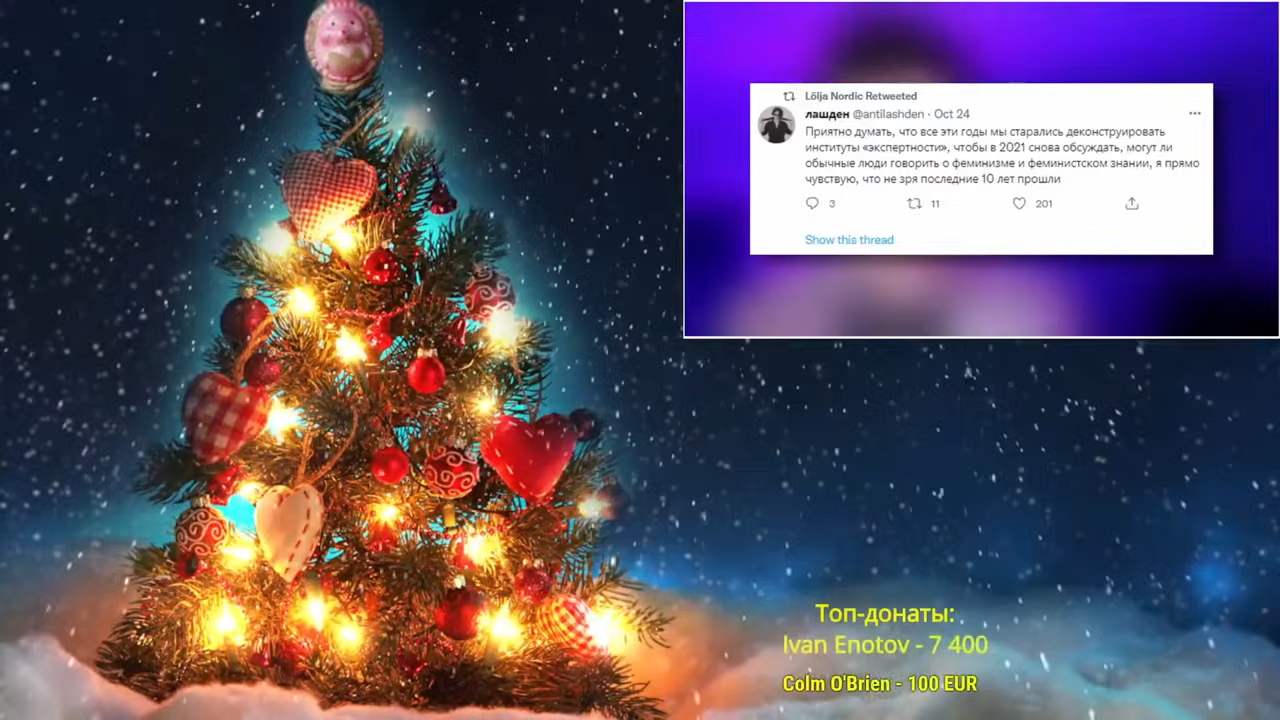 Lölja Nordic Retweeted
лашден @antilashden · Oct 24
Приятно думать, что все эти годы мы старались деконструировать
институты «экспертности», чтобы в 2021 снова обсуждать, могут ли
обычные люди говорить о феминизме и феминистском знании, я прямо
чувствую, что не зря последние 10 лет прошли
3 11 201
Show this thread
Топ-донаты:
Ivan Enotov - 7 400
Colm O'Brien - 100 EUR